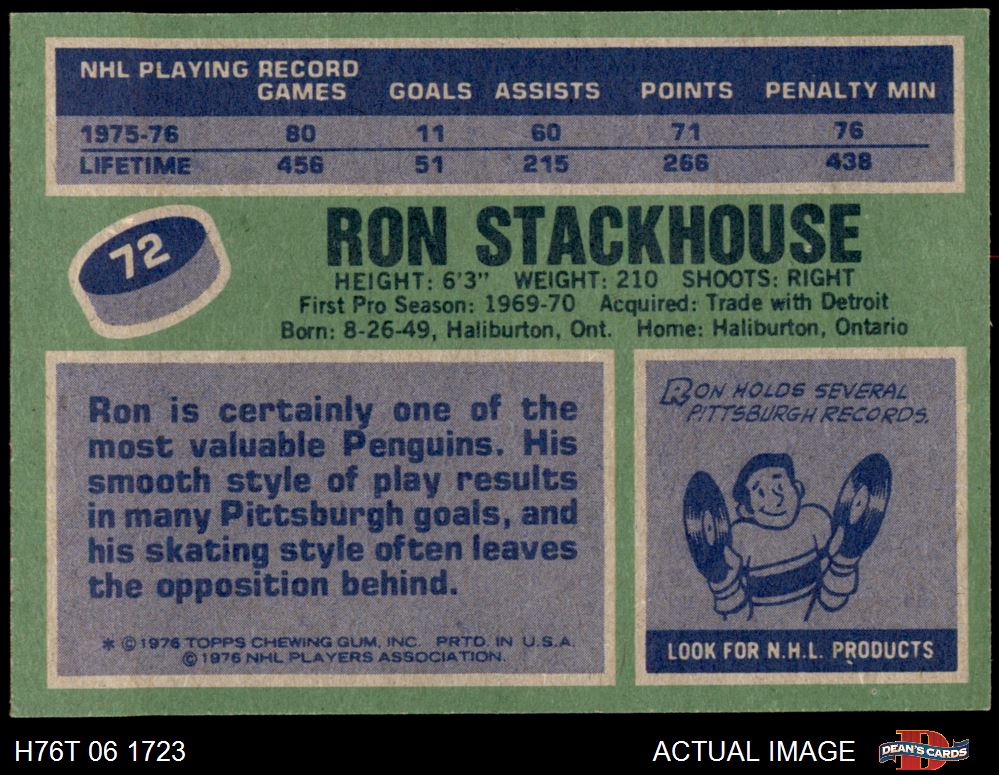 NHL PLAYING RECORD
GAMES GOALS ASSISTS POINTS PENALTY MIN
1975-76 80 11 60 71 76
LIFETIME 456 51 215 266 438
72
RON STACKHOUSE
HEIGHT: 6'3" WEIGHT: 210 SHOOTS: RIGHT
First Pro Season: 1969-70 Acquired: Trade with Detroit
Born: 8-26-49, Haliburton, Ont. Home: Haliburton, Ontario
Ron is certainly one of the
most valuable Penguins. His
smooth style of play results
in many Pittsburgh goals, and
his skating style often leaves
the opposition behind.
* © 1976 TOPPS CHEWING GUM, INC. PRTD. IN U.S.A.
© 1976 NHL PLAYERS ASSOCIATION.
RON HOLDS SEVERAL
PITTSBURGH RECORDS.
LOOK FOR N.H.L. PRODUCTS
H76T 06 1723
ACTUAL IMAGE
D
DEAN'S CARDS